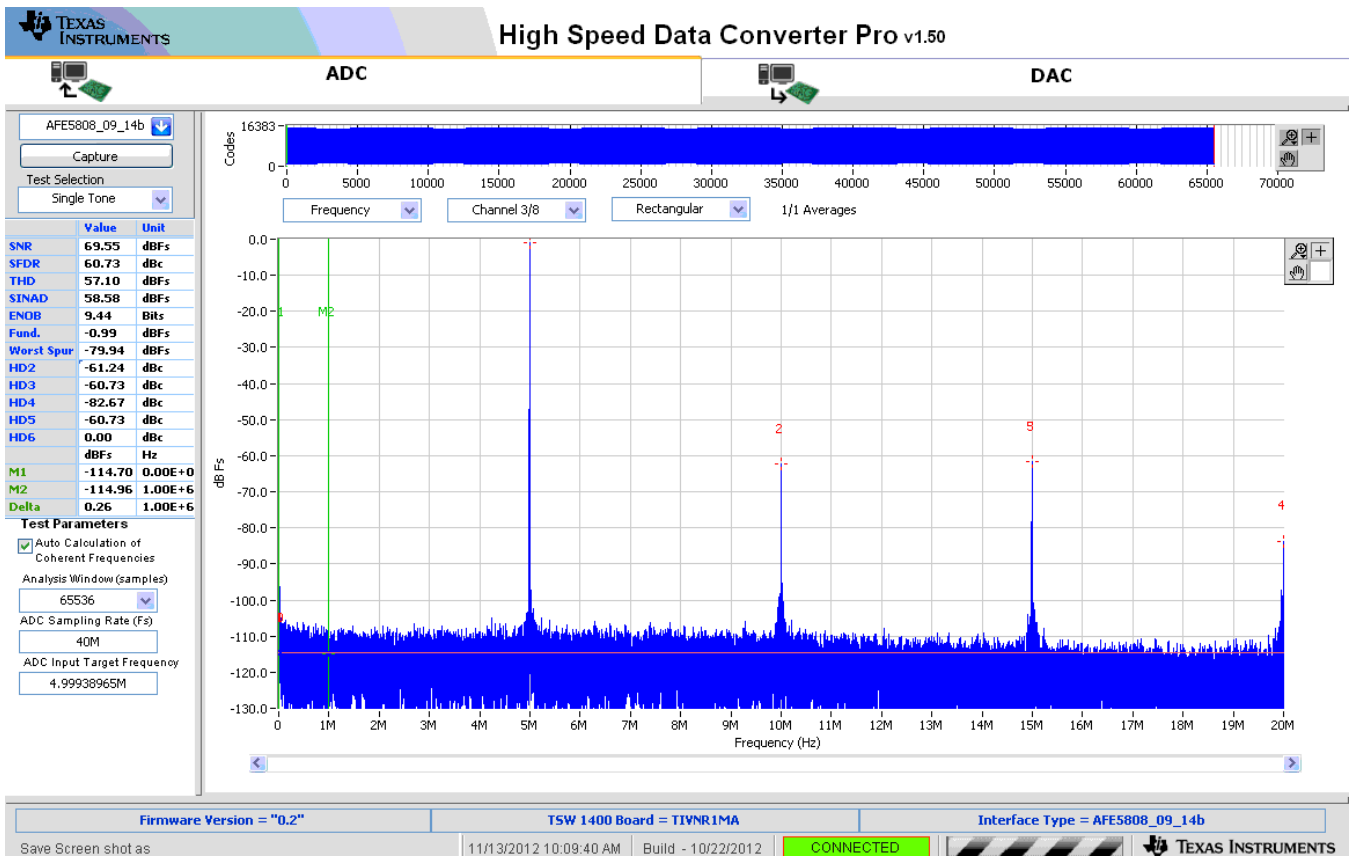 TEXAS
INSTRUMENTS
High Speed Data Converter Pro v1.50
ADC
DAC
AFE5808_09_14b
Capture
Test Selection
Single Tone
Value Unit
SNR 69.55 dBFs
SFDR 60.73 dBc
THD 57.10 dBFs
SINAD 58.58 dBFs
ENOB 9.44 Bits
Fund. -0.99 dBFs
Worst Spur -79.94 dBFs
HD2 -61.24 dBc
HD3 -60.73 dBc
HD4 -82.67 dBc
HD5 -60.73 dBc
HD6 0.00 dBc
dBFs Hz
M1 -114.70 0.00E+0
M2 -114.96 1.00E+6
Delta 0.26 1.00E+6
Test Parameters
Auto Calculation of
Coherent Frequencies
Analysis Window (samples)
65536
ADC Sampling Rate (Fs)
40M
ADC Input Target Frequency
4.99938965M
Codes
16383
0
0 5000 10000 15000 20000 25000 30000 35000 40000 45000 50000 55000 60000 65000 70000
Frequency
Channel 3/8
Rectangular
1/1 Averages
dB Fs
0.0
-10.0
-20.0
-30.0
-40.0
-50.0
-60.0
-70.0
-80.0
-90.0
-100.0
-110.0
-120.0
-130.0
1
M2
2
4
0 1M 2M 3M 4M 5M 6M 7M 8M 9M 10M 11M 12M 13M 14M 15M 16M 17M 18M 19M 20M
Frequency (Hz)
Firmware Version = "0.2"
TSW 1400 Board = TIVNR1MA
Interface Type = AFE5808_09_14b
Save Screen shot as
11/13/2012 10:09:40 AM
Build - 10/22/2012
CONNECTED
TEXAS INSTRUMENTS